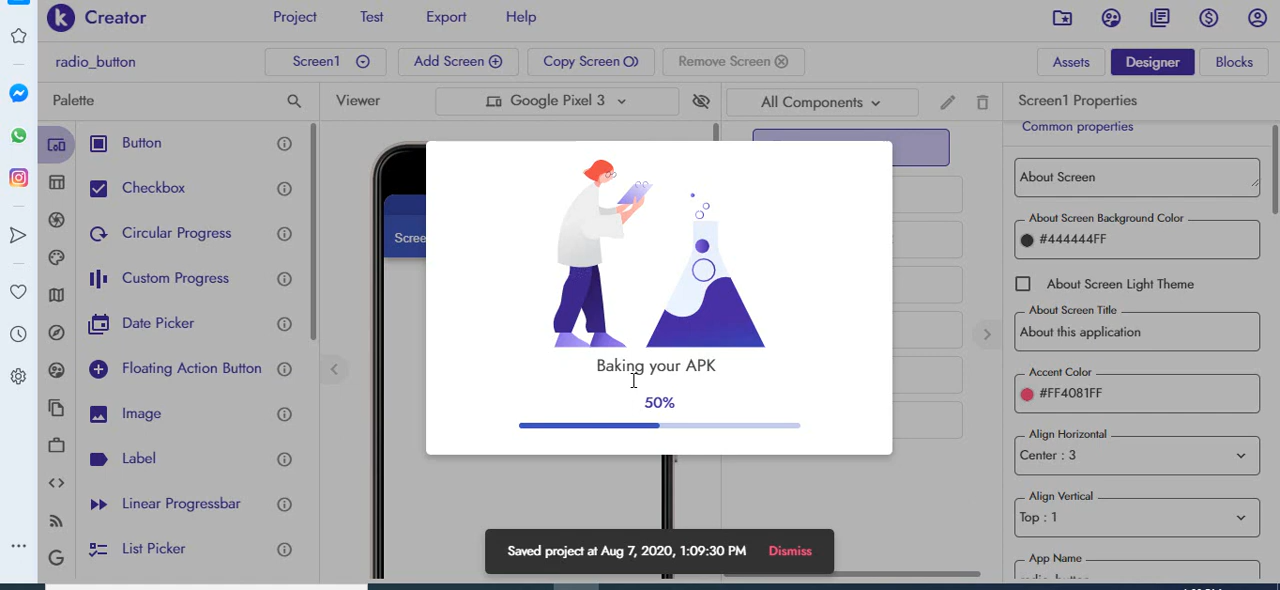 Creator
Project Test Export Help
radio_button Screen1 Add Screen Copy Screen Remove Screen Assets Designer Blocks
Palette Viewer Google Pixel 3 All Components Screen1 Properties
Common properties
Button
About Screen
Checkbox
About Screen Background Color
Circular Progress Scree #444444FF
Custom Progress About Screen Light Theme
About Screen Title
Date Picker About this application
Floating Action Button Baking your APK Accent Color
50% #FF4081FF
Image
Align Horizontal
Label Center : 3
Linear Progressbar Align Vertical
Top : 1
List Picker Saved project at Aug 7, 2020, 1:09:30 PM Dismiss
App Name